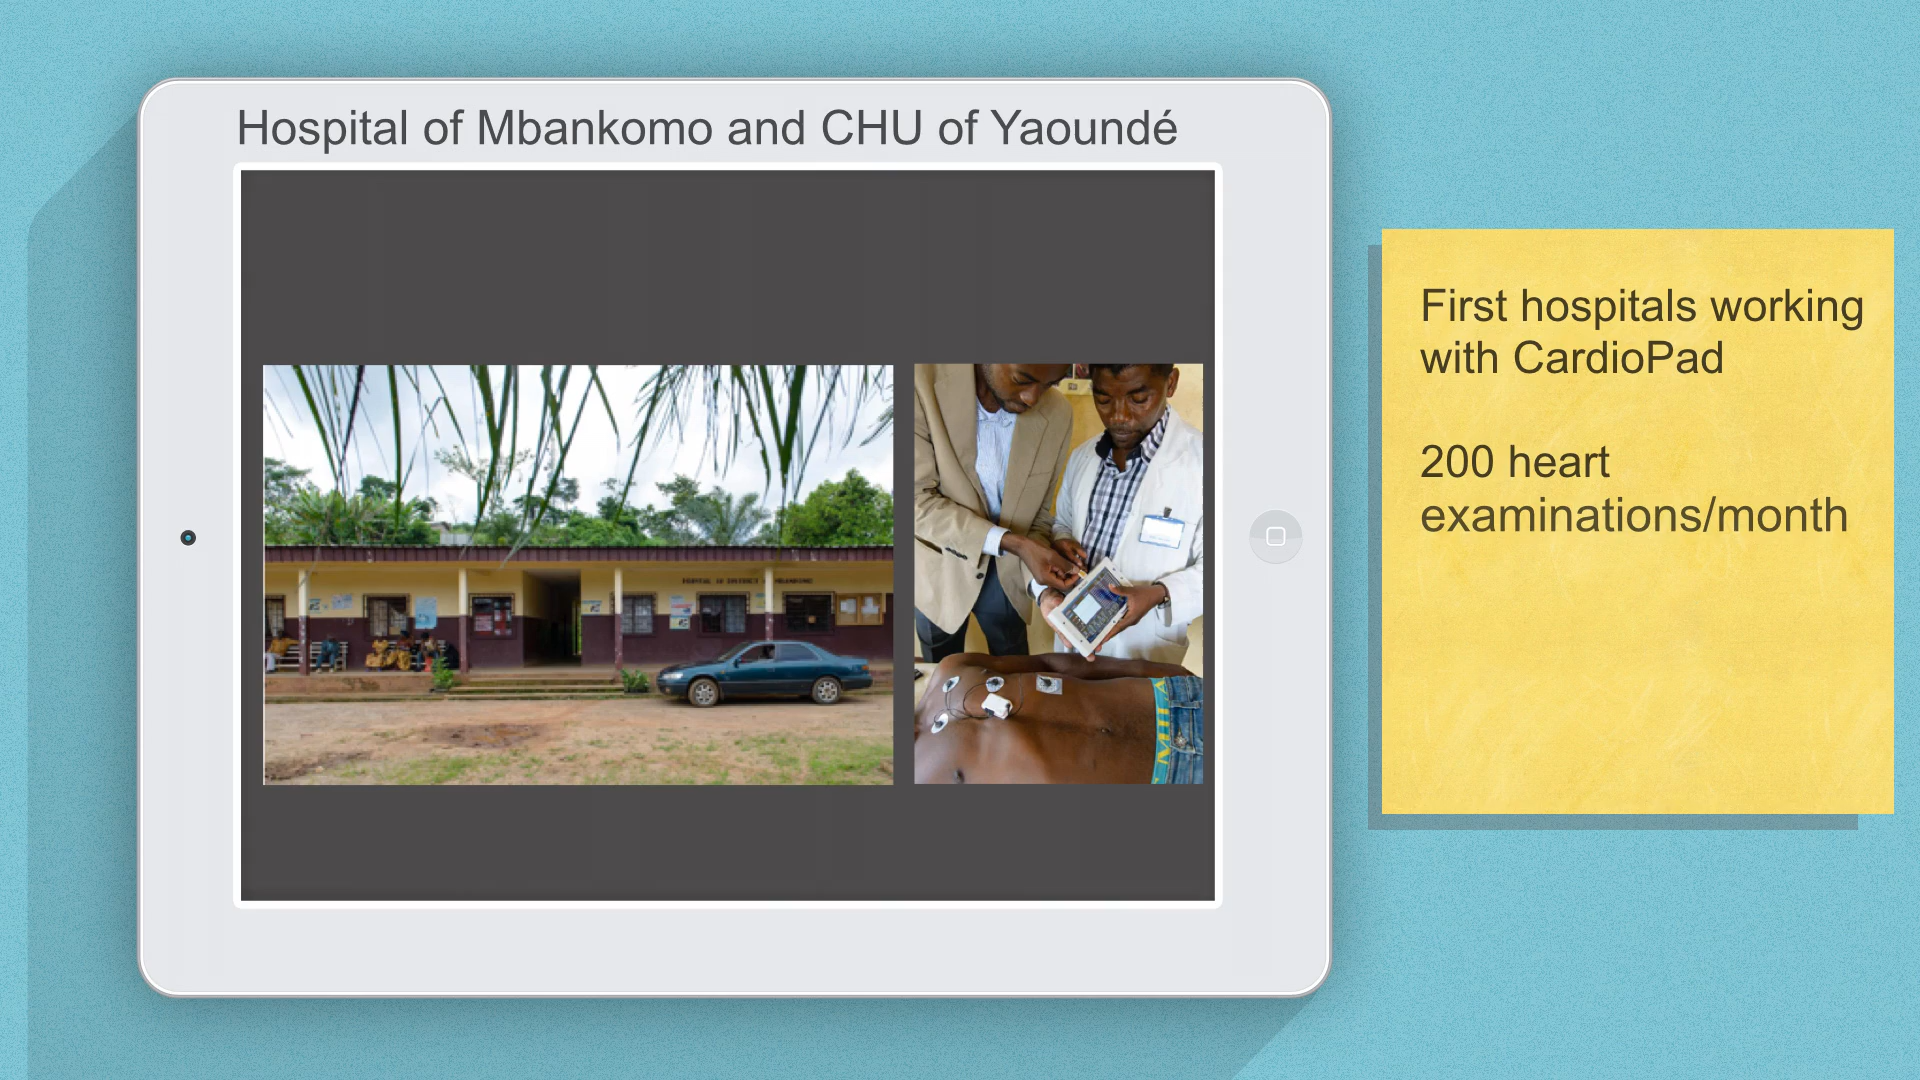 Hospital of Mbankomo and CHU of Yaoundé
First hospitals working
with CardioPad
200 heart
examinations/month